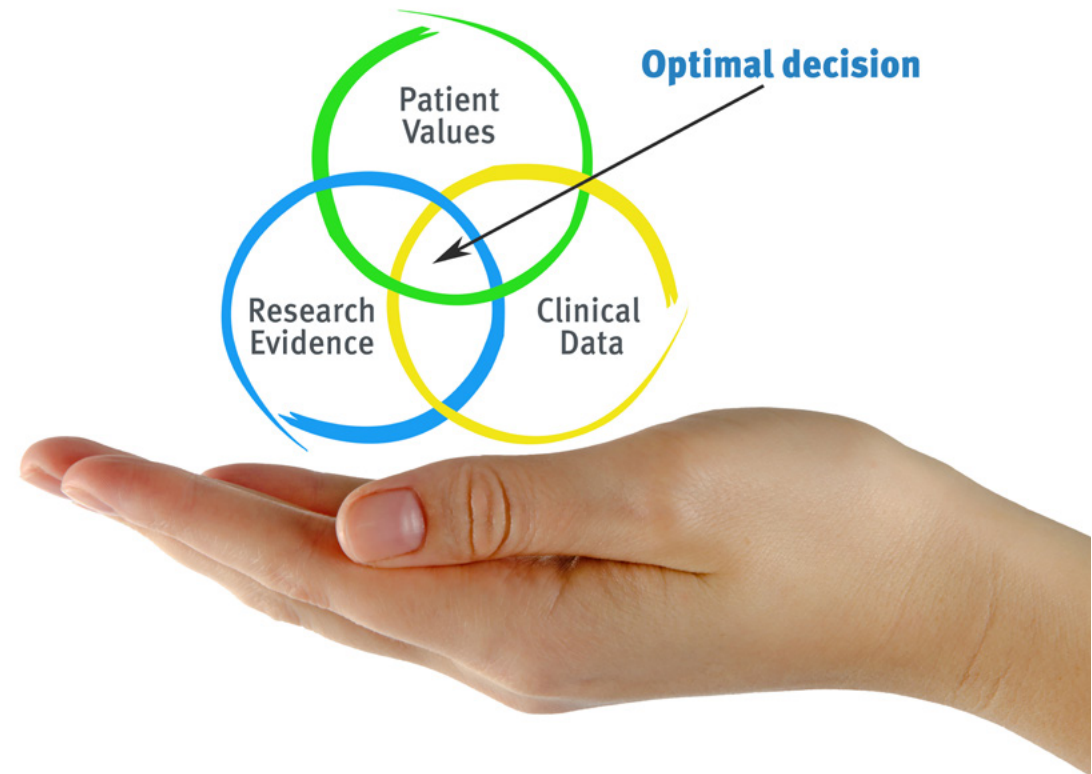 Optimal decision
Patient
Values
Research
Evidence
Clinical
Data